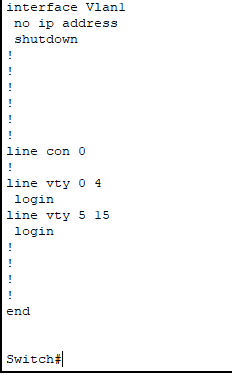 interface Vlan1
 no ip address
 shutdown
!
!
!
!
!
!
line con 0
!
line vty 0 4
 login
line vty 5 15
 login
!
!
!
!
end
Switch#